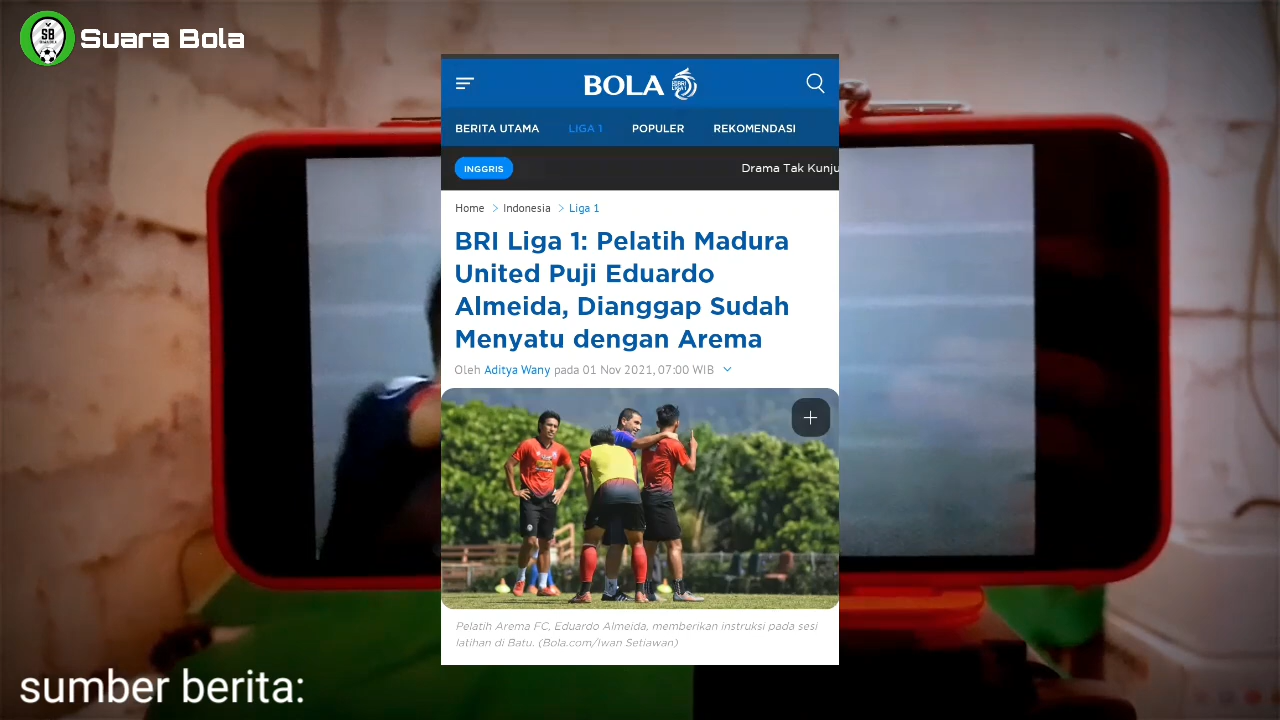 SB
Suara Bola
BOLA
BERITA UTAMA LIGA 1 POPULER REKOMENDASI
INGGRIS
Drama Tak Kunju
Home > Indonesia > Liga 1
BRI Liga 1: Pelatih Madura
United Puji Eduardo
Almeida, Dianggap Sudah
Menyatu dengan Arema
Oleh Aditya Wany pada 01 Nov 2021, 07:00 WIB
Pelatih Arema FC, Eduardo Almeida, memberikan instruksi pada sesi
latihan di Batu. (Bola.com/Iwan Setiawan)
sumber berita: